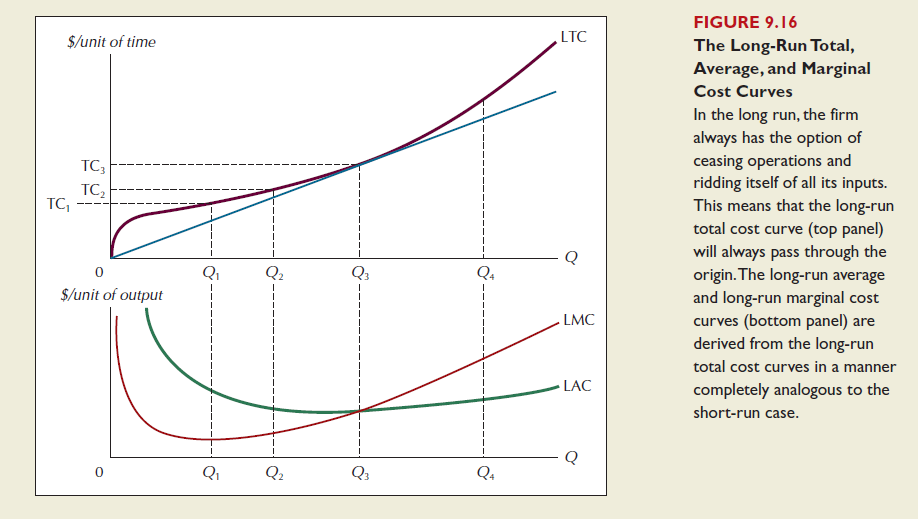 $/unit of time
LTC
TC3
TC2
TC1
0
Q1
Q2
Q3
Q4
Q
$/unit of output
LMC
LAC
0
Q1
Q2
Q3
Q4
Q
FIGURE 9.16
The Long-Run Total,
Average, and Marginal
Cost Curves
In the long run, the firm
always has the option of
ceasing operations and
ridding itself of all its inputs.
This means that the long-run
total cost curve (top panel)
will always pass through the
origin. The long-run average
and long-run marginal cost
curves (bottom panel) are
derived from the long-run
total cost curves in a manner
completely analogous to the
short-run case.